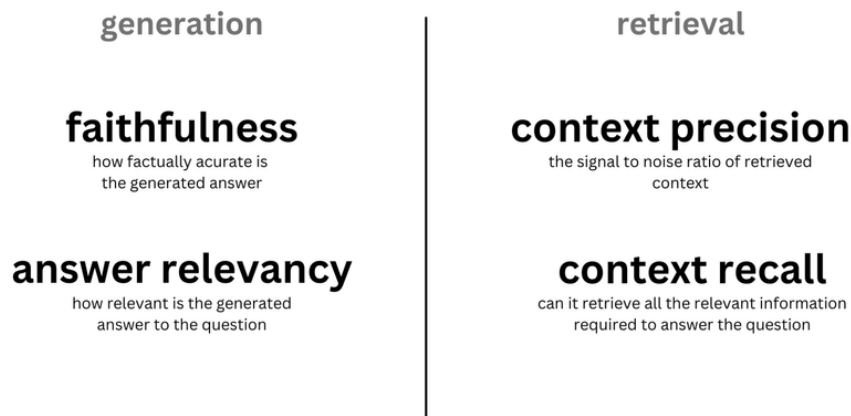 generation
faithfulness
how factually acurate is
the generated answer
answer relevancy
how relevant is the generated
answer to the question
retrieval
context precision
the signal to noise ratio of retrieved
context
context recall
can it retrieve all the relevant information
required to answer the question